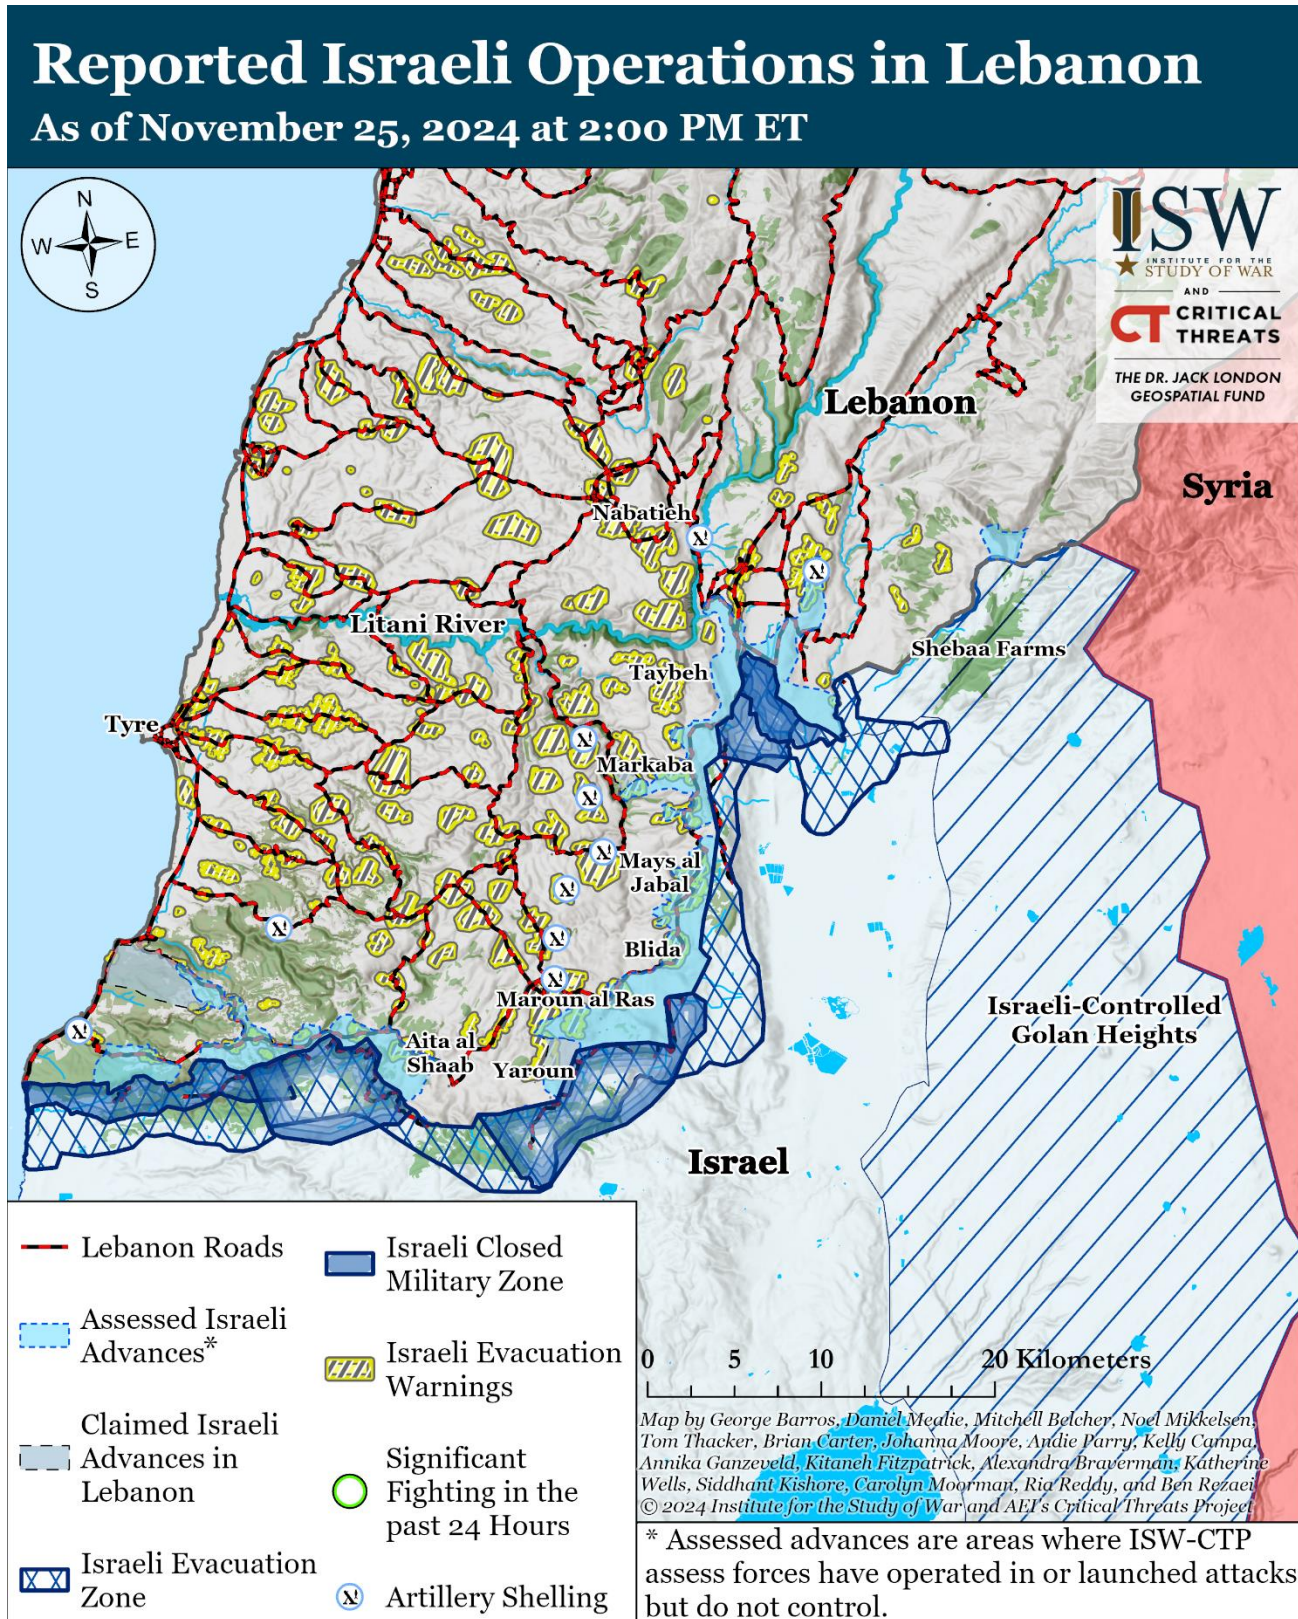 Reported Israeli Operations in Lebanon
As of November 25, 2024 at 2:00 PM ET
N
W E
S
ISW
INSTITUTE FOR THE
STUDY OF WAR
AND
CT CRITICAL
THREATS
THE DR. JACK LONDON
GEOSPATIAL FUND
Lebanon
Syria
Nabatieh
Litani River
Shebaa Farms
Taybeh
Tyre
Markaba
Mays al
Jabal
Blida
Maroun al Ras
Israeli-Controlled
Golan Heights
Aita al
Shaab
Yaroun
Israel
Lebanon Roads
Assessed Israeli
Advances*
Claimed Israeli
Advances in
Lebanon
Israeli Evacuation
Zone
Israeli Closed
Military Zone
Israeli Evacuation
Warnings
Significant
Fighting in the
past 24 Hours
Artillery Shelling
0 5 10 20 Kilometers
Map by George Barros, Daniel Mealie, Mitchell Belcher, Noel Mikkelsen,
Tom Thacker, Brian Carter, Johanna Moore, Andie Parry, Kelly Campa,
Annika Ganzeveld, Kitaneh Fitzpatrick, Alexandra Braverman, Katherine
Wells, Siddhant Kishore, Carolyn Moorman, Ria Reddy, and Ben Rezaei
© 2024 Institute for the Study of War and AEI's Critical Threats Project
* Assessed advances are areas where ISW-CTP
assess forces have operated in or launched attacks
but do not control.